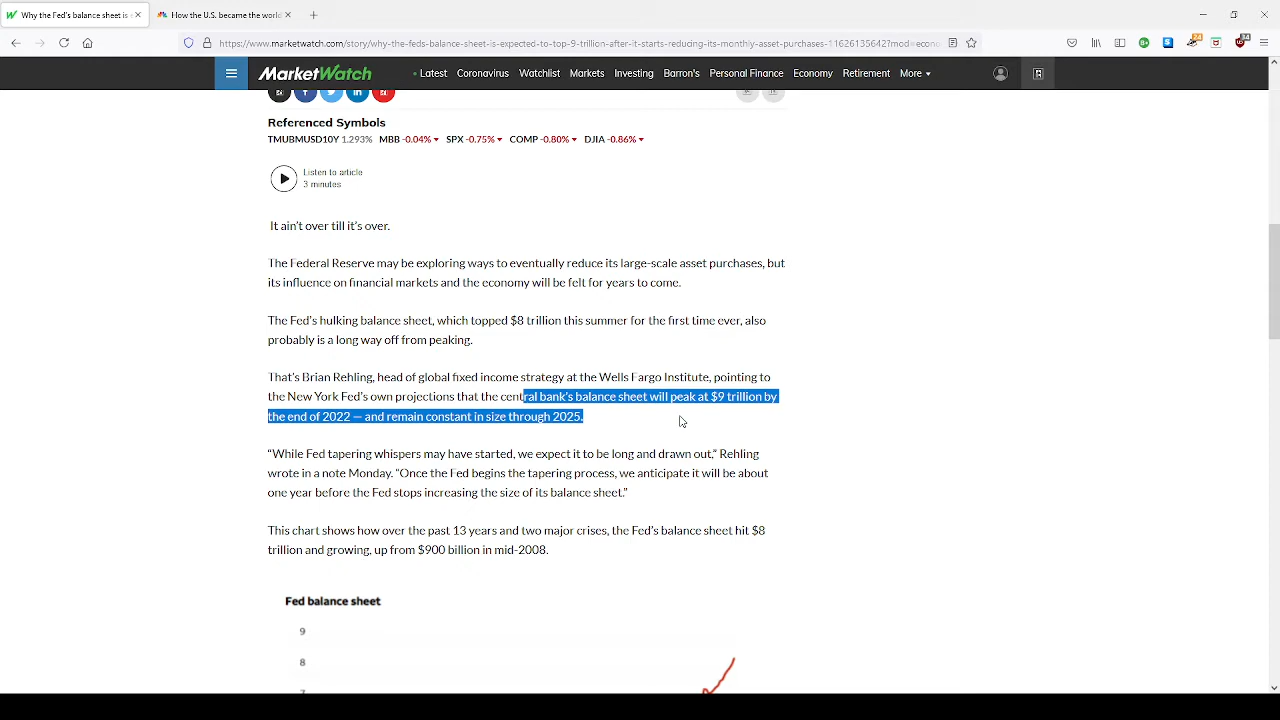 Why the Fed's balance sheet is
How the U.S. became the world
https://www.marketwatch.com/story/why-the-feds-balance-sheet-is-expected-to-top-9-trillion-after-it-starts-reducing-its-monthly-asset-purchases-11626135642?mod=
MarketWatch
Latest Coronavirus Watchlist Markets Investing Barron's Personal Finance Economy Retirement More
Referenced Symbols
TMUBMUSD10Y 1.293% MBB -0.04% SPX -0.75% COMP -0.80% DJIA -0.86%
Listen to article
3 minutes
It ain't over till it's over.
The Federal Reserve may be exploring ways to eventually reduce its large-scale asset purchases, but
its influence on financial markets and the economy will be felt for years to come.
The Fed's hulking balance sheet, which topped $8 trillion this summer for the first time ever, also
probably is a long way off from peaking.
That's Brian Rehling, head of global fixed income strategy at the Wells Fargo Institute, pointing to
the New York Fed's own projections that the central bank's balance sheet will peak at $9 trillion by
the end of 2022 — and remain constant in size through 2025.
“While Fed tapering whispers may have started, we expect it to be long and drawn out,” Rehling
wrote in a note Monday. “Once the Fed begins the tapering process, we anticipate it will be about
one year before the Fed stops increasing the size of its balance sheet.”
This chart shows how over the past 13 years and two major crises, the Fed's balance sheet hit $8
trillion and growing, up from $900 billion in mid-2008.
Fed balance sheet
9
8